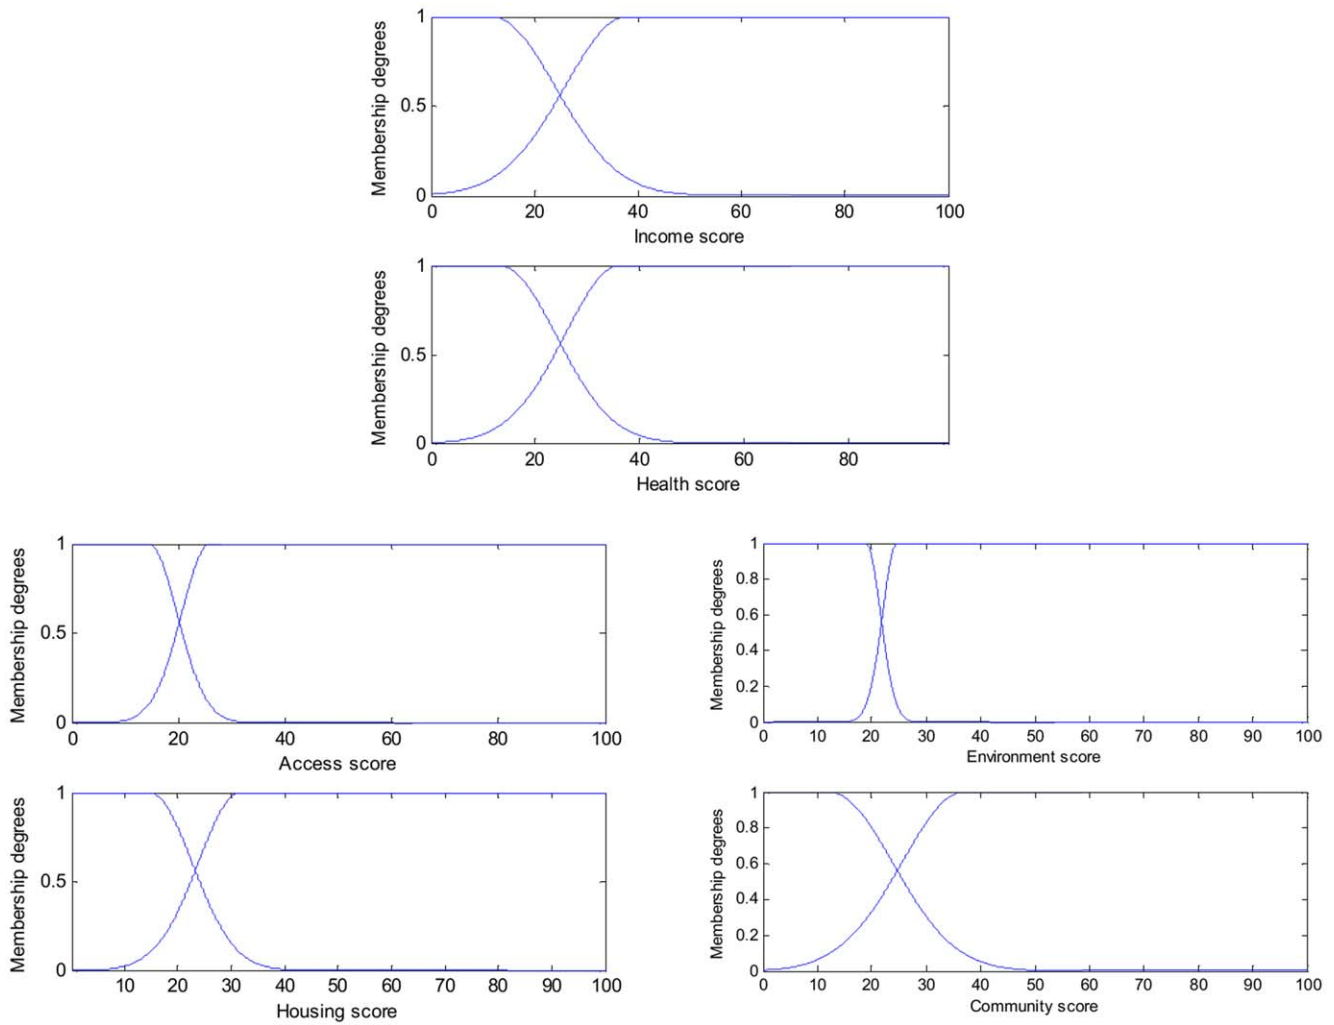 Membership degrees
1
0.5
0
0 20 40 60 80 100
Income score
Membership degrees
1
0.5
0
0 20 40 60 80
Health score
Membership degrees
1
0.5
0
0 20 40 60 80 100
Access score
Membership degrees
1
0.8
0.6
0.4
0.2
0
0 10 20 30 40 50 60 70 80 90 100
Environment score
Membership degrees
1
0.5
0
10 20 30 40 50 60 70 80 90 100
Housing score
Membership degrees
1
0.8
0.6
0.4
0.2
0
0 10 20 30 40 50 60 70 80 90 100
Community score